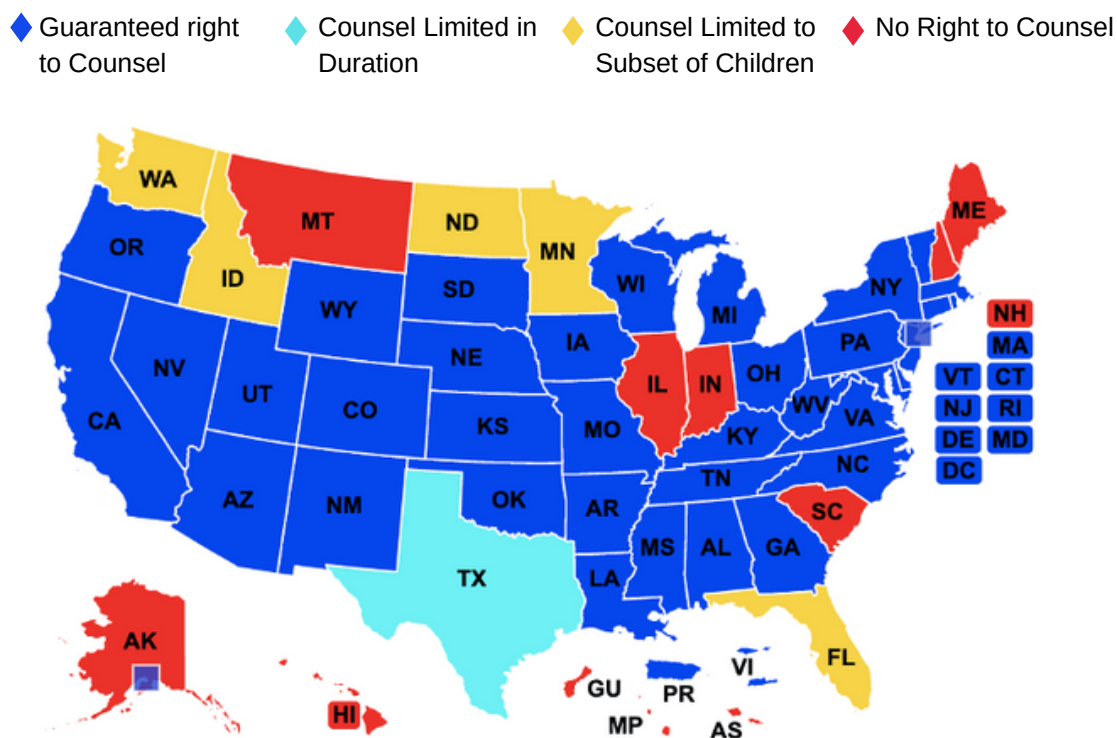 Guaranteed right
to Counsel
Counsel Limited in
Duration
Counsel Limited to
Subset of Children
No Right to Counsel
WA
MT
ND
MN
ME
OR
ID
WY
SD
WI
MI
NY
NH
MA
VT
CT
NJ
RI
DE
MD
DC
NV
UT
CO
NE
IA
IL
IN
OH
PA
CA
KS
MO
KY
WV
VA
AZ
NM
OK
AR
TN
NC
SC
TX
LA
MS
AL
GA
FL
AK
HI
GU
PR
VI
MP
AS